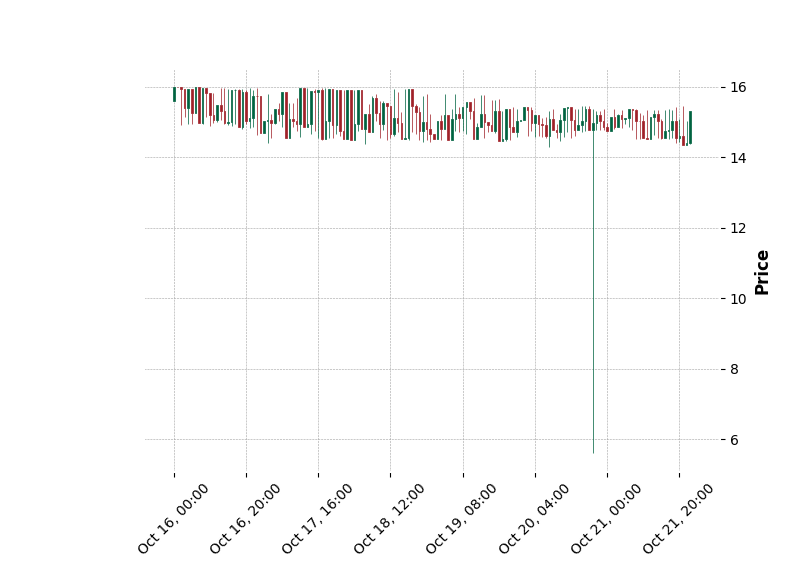 16
14
12
10
8
6
Price
Oct 16, 00:00
Oct 16, 20:00
Oct 17, 16:00
Oct 18, 12:00
Oct 19, 08:00
Oct 20, 04:00
Oct 21, 00:00
Oct 21, 20:00